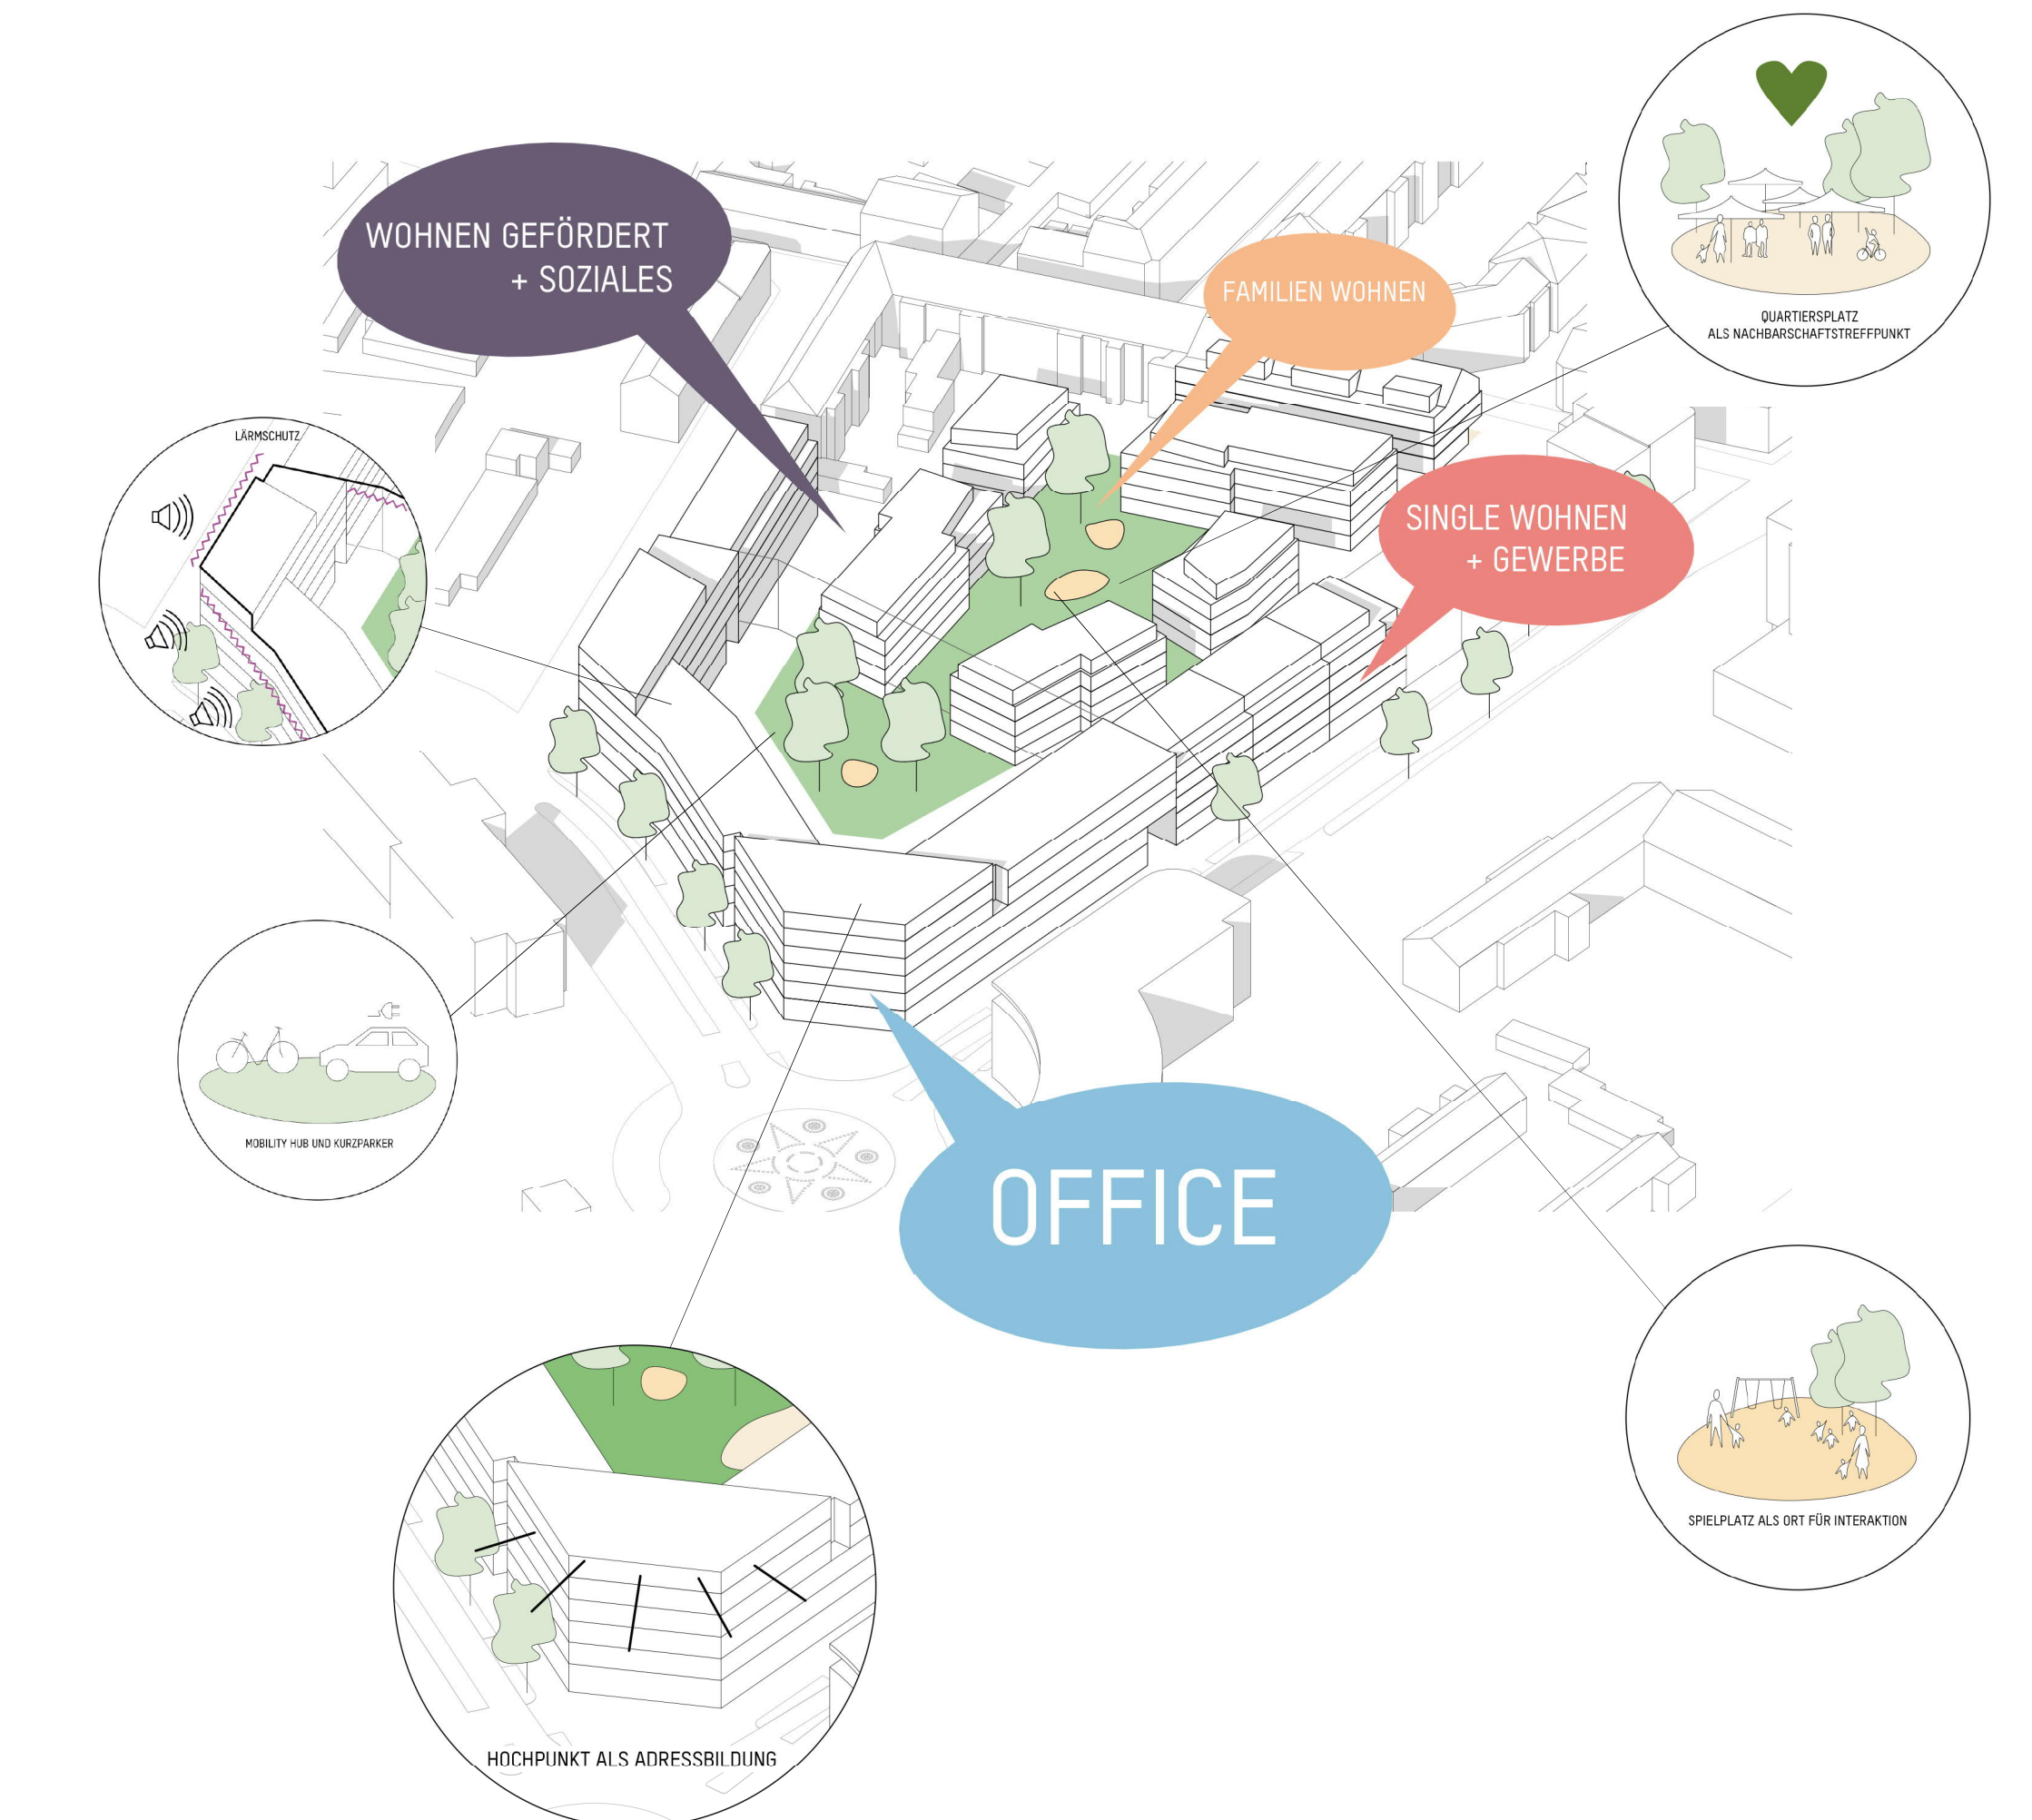 WOHNEN GEFÖRDERT
+ SOZIALES
FAMILIEN WOHNEN
QUARTIERSPLATZ
ALS NACHBARSCHAFTSTREFFPUNKT
LÄRMSCHUTZ
SINGLE WOHNEN
+ GEWERBE
MOBILITY HUB UND KURZPARKER
OFFICE
SPIELPLATZ ALS ORT FÜR INTERAKTION
HOCHPUNKT ALS ADRESSBILDUNG